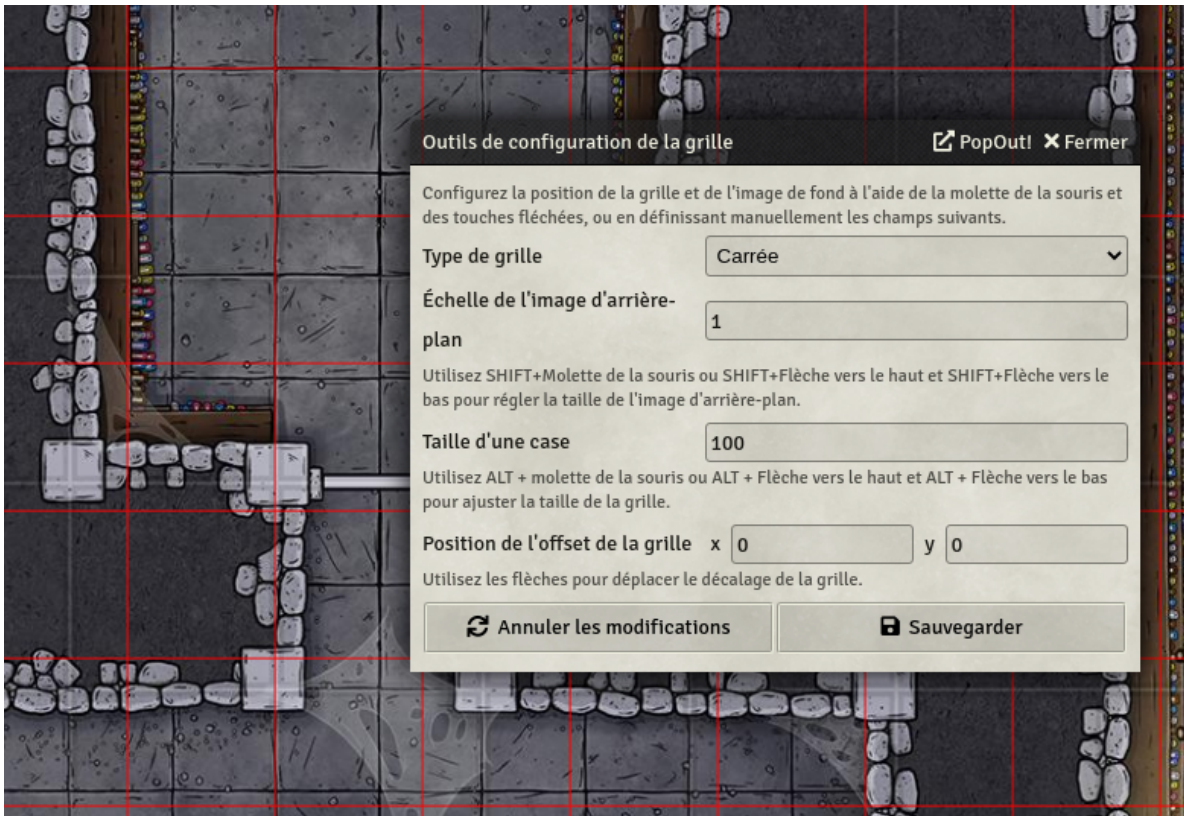 Outils de configuration de la grille PopOut! Fermer
Configurez la position de la grille et de l'image de fond à l'aide de la molette de la souris et
des touches fléchées, ou en définissant manuellement les champs suivants.
Type de grille Carrée
Échelle de l'image d'arrière-
plan 1
Utilisez SHIFT+Molette de la souris ou SHIFT+Flèche vers le haut et SHIFT+Flèche vers le
bas pour régler la taille de l'image d'arrière-plan.
Taille d'une case 100
Utilisez ALT + molette de la souris ou ALT + Flèche vers le haut et ALT + Flèche vers le bas
pour ajuster la taille de la grille.
Position de l'offset de la grille x 0 y 0
Utilisez les flèches pour déplacer le décalage de la grille.
Annuler les modifications Sauvegarder